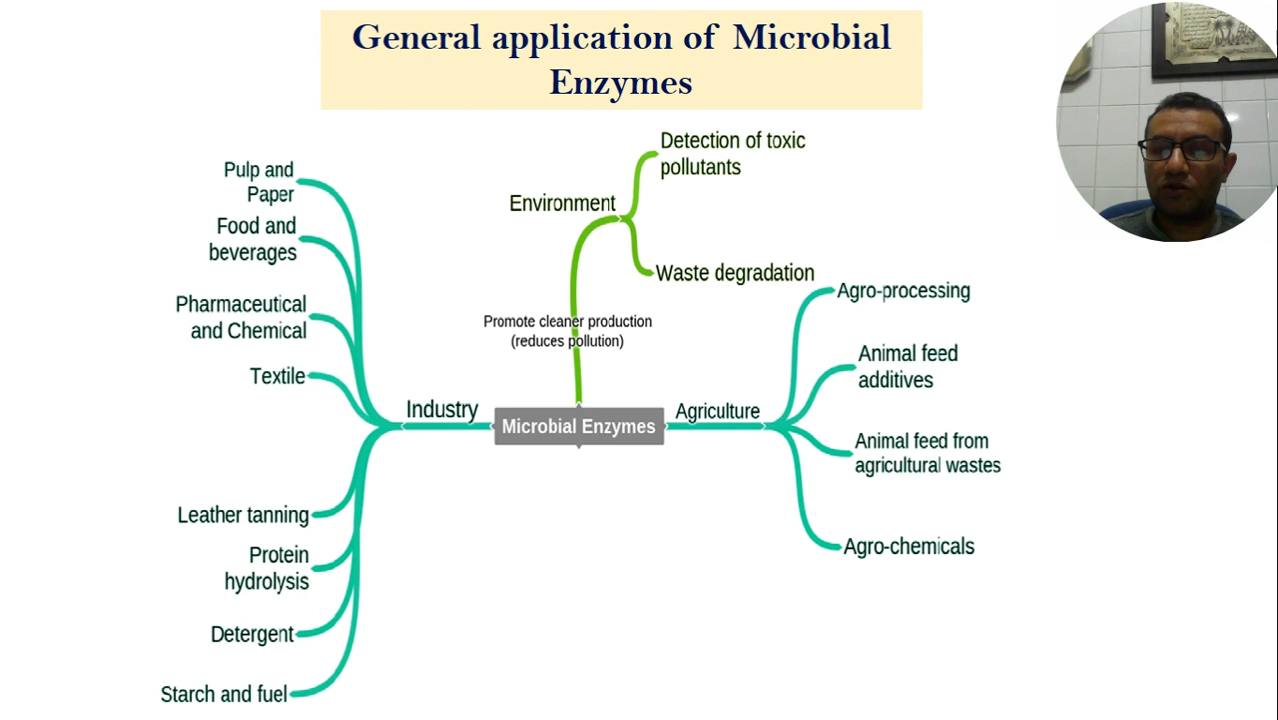 General application of Microbial
Enzymes
Detection of toxic
pollutants
Environment
Waste degradation
Promote cleaner production
(reduces pollution)
Pulp and
Paper
Food and
beverages
Pharmaceutical
and Chemical
Textile
Industry
Leather tanning
Protein
hydrolysis
Detergent
Starch and fuel
Microbial Enzymes
Agriculture
Agro-processing
Animal feed
additives
Animal feed from
agricultural wastes
Agro-chemicals